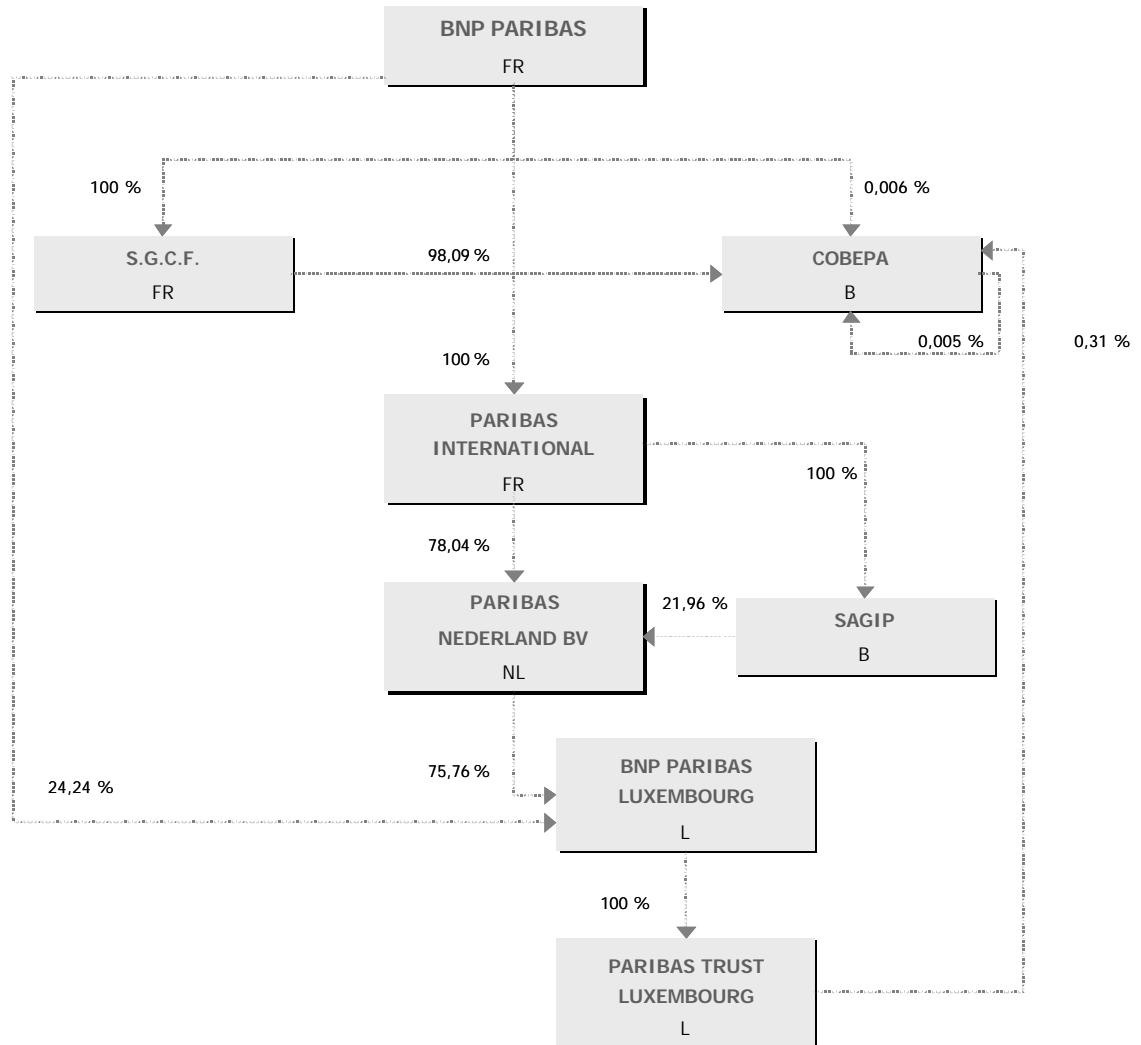 BNP PARIBAS
FR
100 %
0,006 %
S.G.C.F.
FR
98,09 %
COBEPA
B
0,005 %
0,31 %
100 %
PARIBAS
INTERNATIONAL
FR
100 %
78,04 %
PARIBAS
NEDERLAND BV
NL
21,96 %
SAGIP
B
24,24 %
75,76 %
BNP PARIBAS
LUXEMBOURG
L
100 %
PARIBAS TRUST
LUXEMBOURG
L